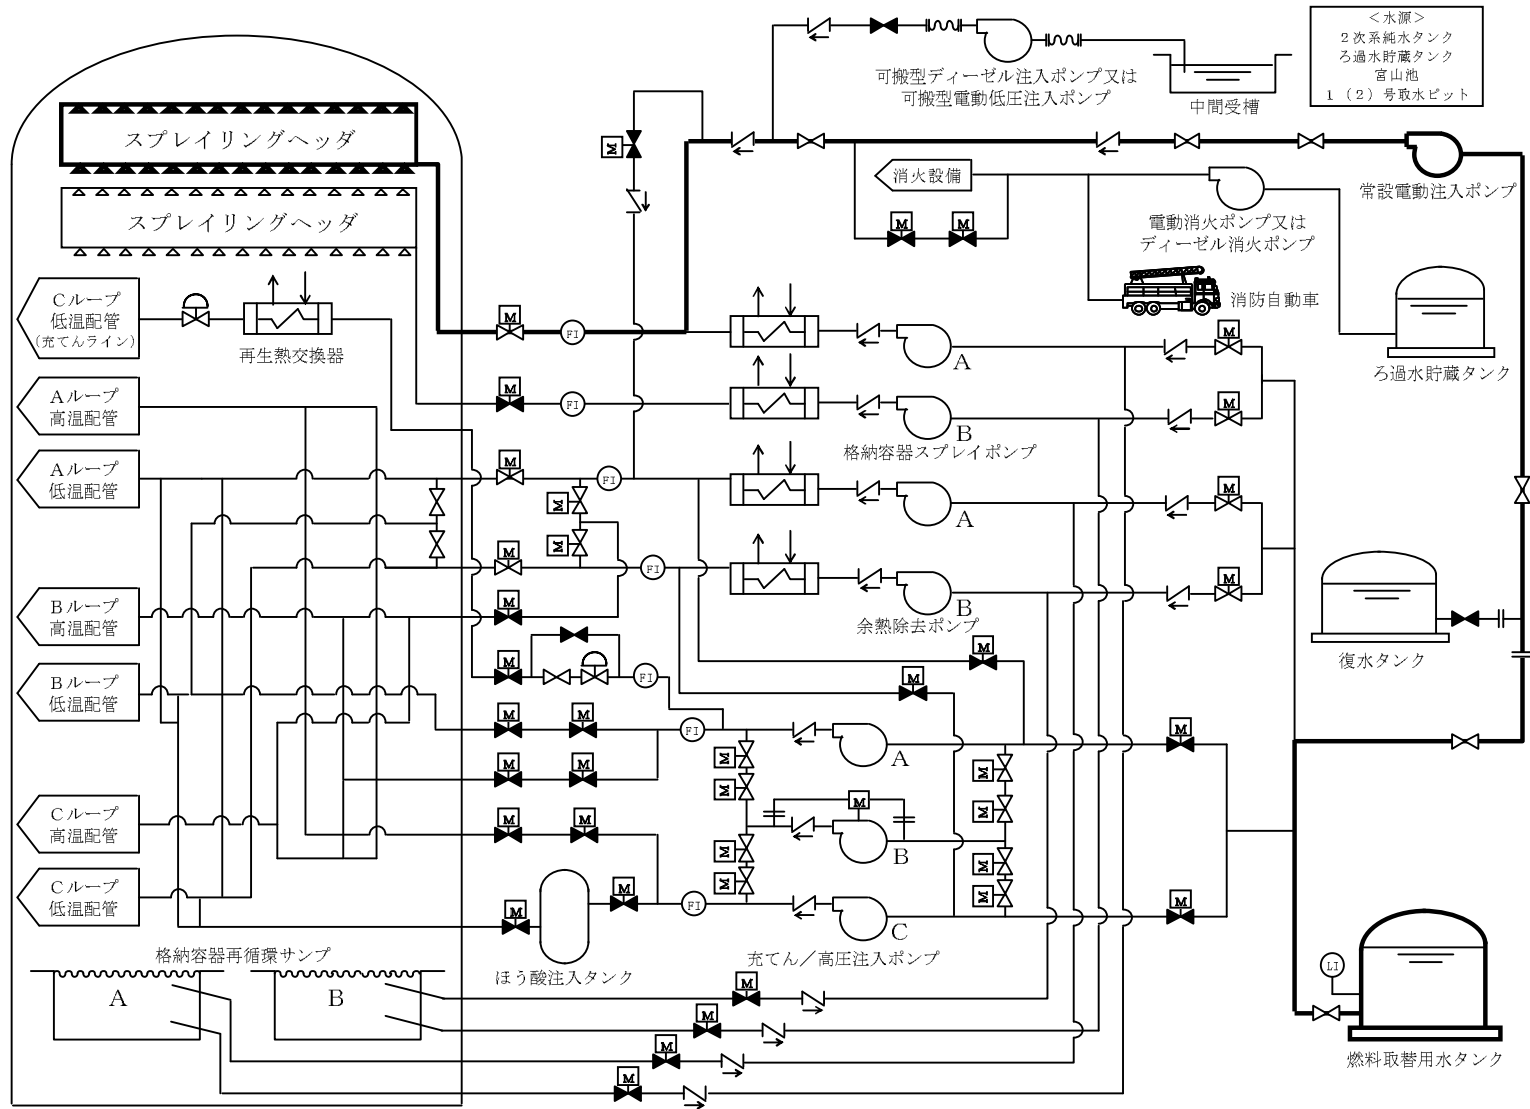 ＜水源＞
２次系純水タンク
ろ過水貯蔵タンク
宮山池
１（２）号取水ピット
可搬型ディーゼル注入ポンプ又は
可搬型電動低圧注入ポンプ
中間受槽
スプレイリングヘッダ
M
消火設備
常設電動注入ポンプ
スプレイリングヘッダ
M
M
電動消火ポンプ又は
ディーゼル消火ポンプ
消防自動車
Cループ
低温配管
(充てんライン)
再生熱交換器
M
FI
A
M
ろ過水貯蔵タンク
Aループ
高温配管
M
FI
B
M
格納容器スプレイポンプ
Aループ
低温配管
M
FI
M
M
A
M
M
FI
B
M
余熱除去ポンプ
Bループ
高温配管
M
M
M
復水タンク
Bループ
低温配管
M
FI
M
M
FI
A
M
M
M
M
M
M
M
M
M
Cループ
高温配管
M
M
M
M
B
M
M
Cループ
低温配管
M
M
FI
C
M
格納容器再循環サンプ
ほう酸注入タンク
充てん／高圧注入ポンプ
A
B
M
M
M
M
LI
燃料取替用水タンク